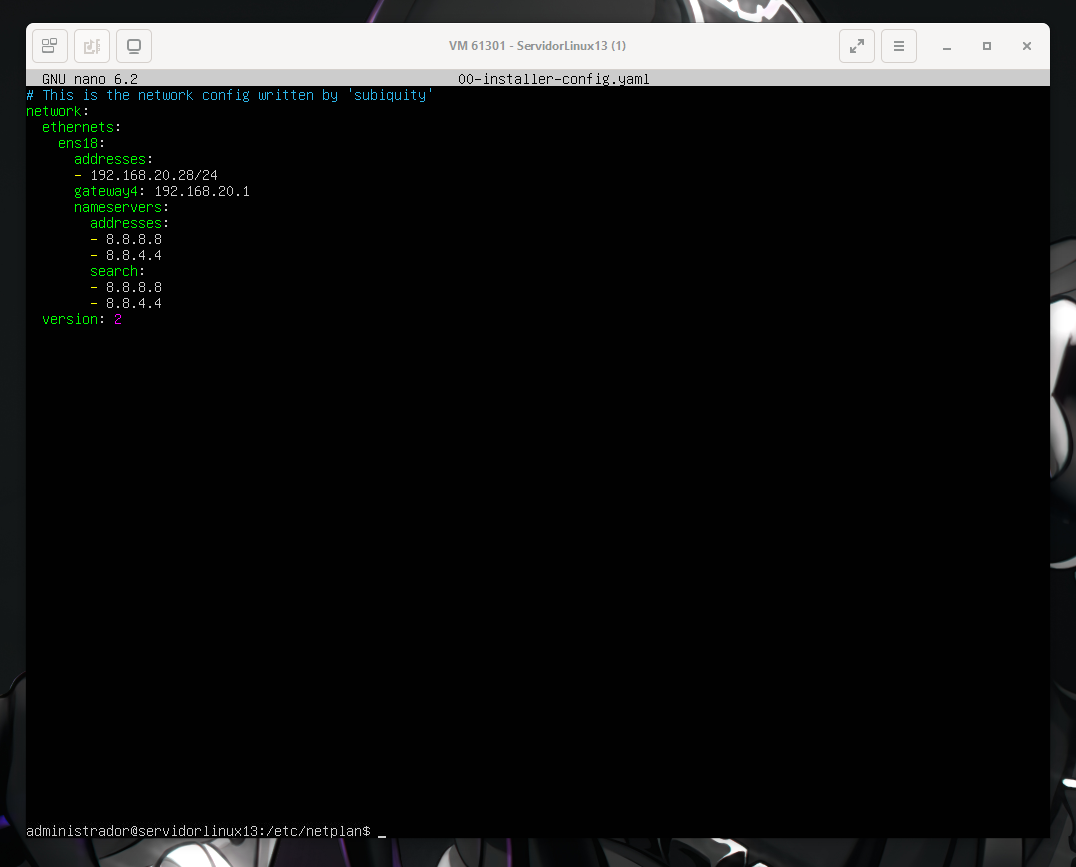 VM 61301 - ServidorLinux13 (1)
GNU nano 6.2 00-installer-config.yaml
# This is the network config written by 'subiquity'
network:
  ethernets:
    ens18:
      addresses:
      - 192.168.20.28/24
      gateway4: 192.168.20.1
      nameservers:
        addresses:
        - 8.8.8.8
        - 8.8.4.4
        search:
        - 8.8.8.8
        - 8.8.4.4
  version: 2
administrador@servidorlinux13:/etc/netplan$ _